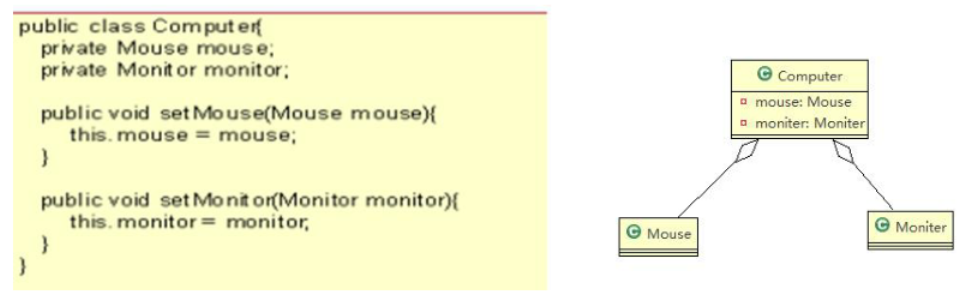 public class Computer{
private Mouse mouse;
private Monitor monitor;
public void setMouse(Mouse mouse){
this.mouse = mouse;
}
public void setMonitor(Monitor monitor){
this.monitor = monitor;
}
}
C Computer
mouse: Mouse
moniter: Moniter
C Mouse
C Moniter